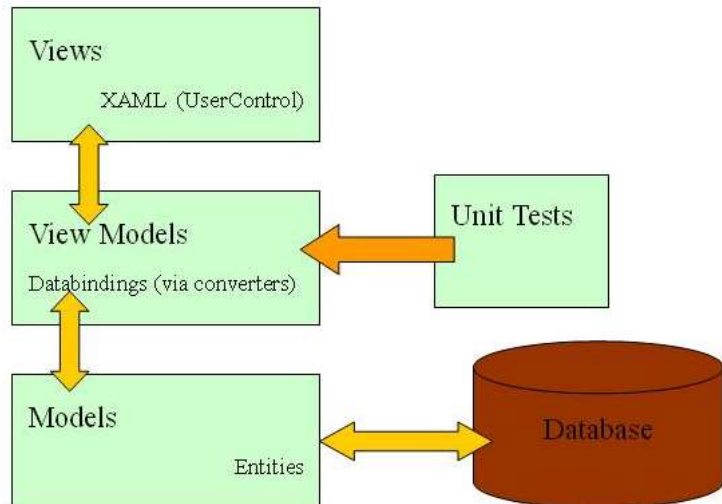 Views
XAML (UserControl)
View Models
Databindings (via converters)
Unit Tests
Models
Entities
Database